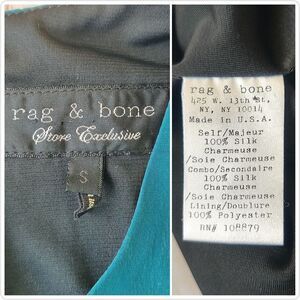 rag & bone
Store Exclusive
S
rag & bone
425 W. 13th St,
NY, NY 10014
Made in U.S.A.
Self/Majeur
100% Silk
Charmeuse
/Soie Charmeuse
Combo/Secondaire
100% Silk
Charmeuse
/Soie Charmeuse
Lining/Doublure
100% Polyester
RN# 108879